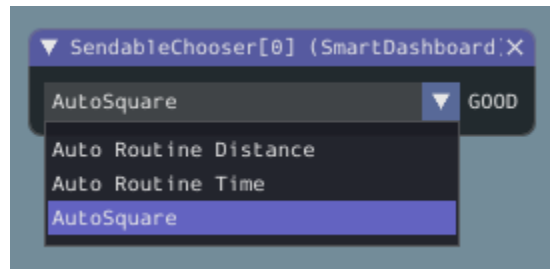 SendableChooser[0] (SmartDashboard)
AutoSquare GOOD
Auto Routine Distance
Auto Routine Time
AutoSquare